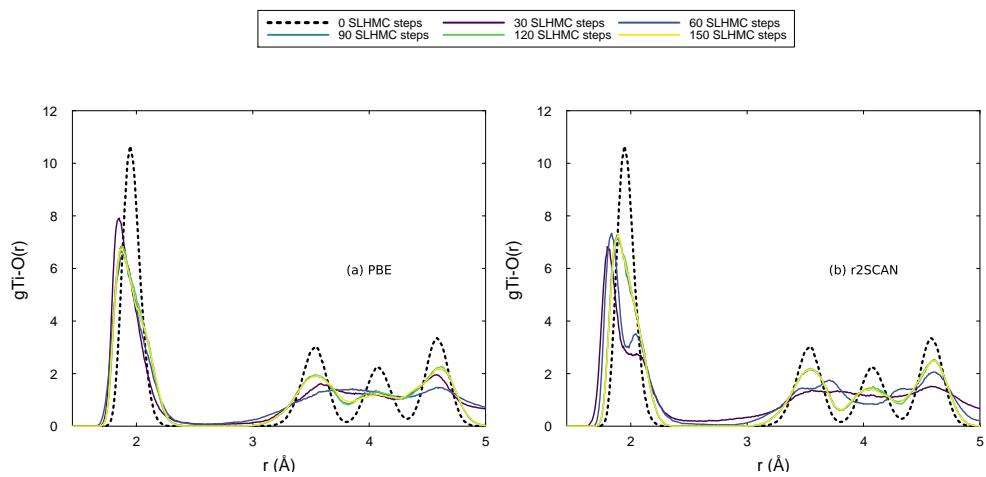 0 SLHMC steps 30 SLHMC steps 60 SLHMC steps
90 SLHMC steps 120 SLHMC steps 150 SLHMC steps
12 12
10 10
8 8
gTi-O(r) gTi-O(r)
6 (a) PBE 6 (b) r2SCAN
4 4
2 2
0 0
2 3 4 5 2 3 4 5
r (Å) r (Å)